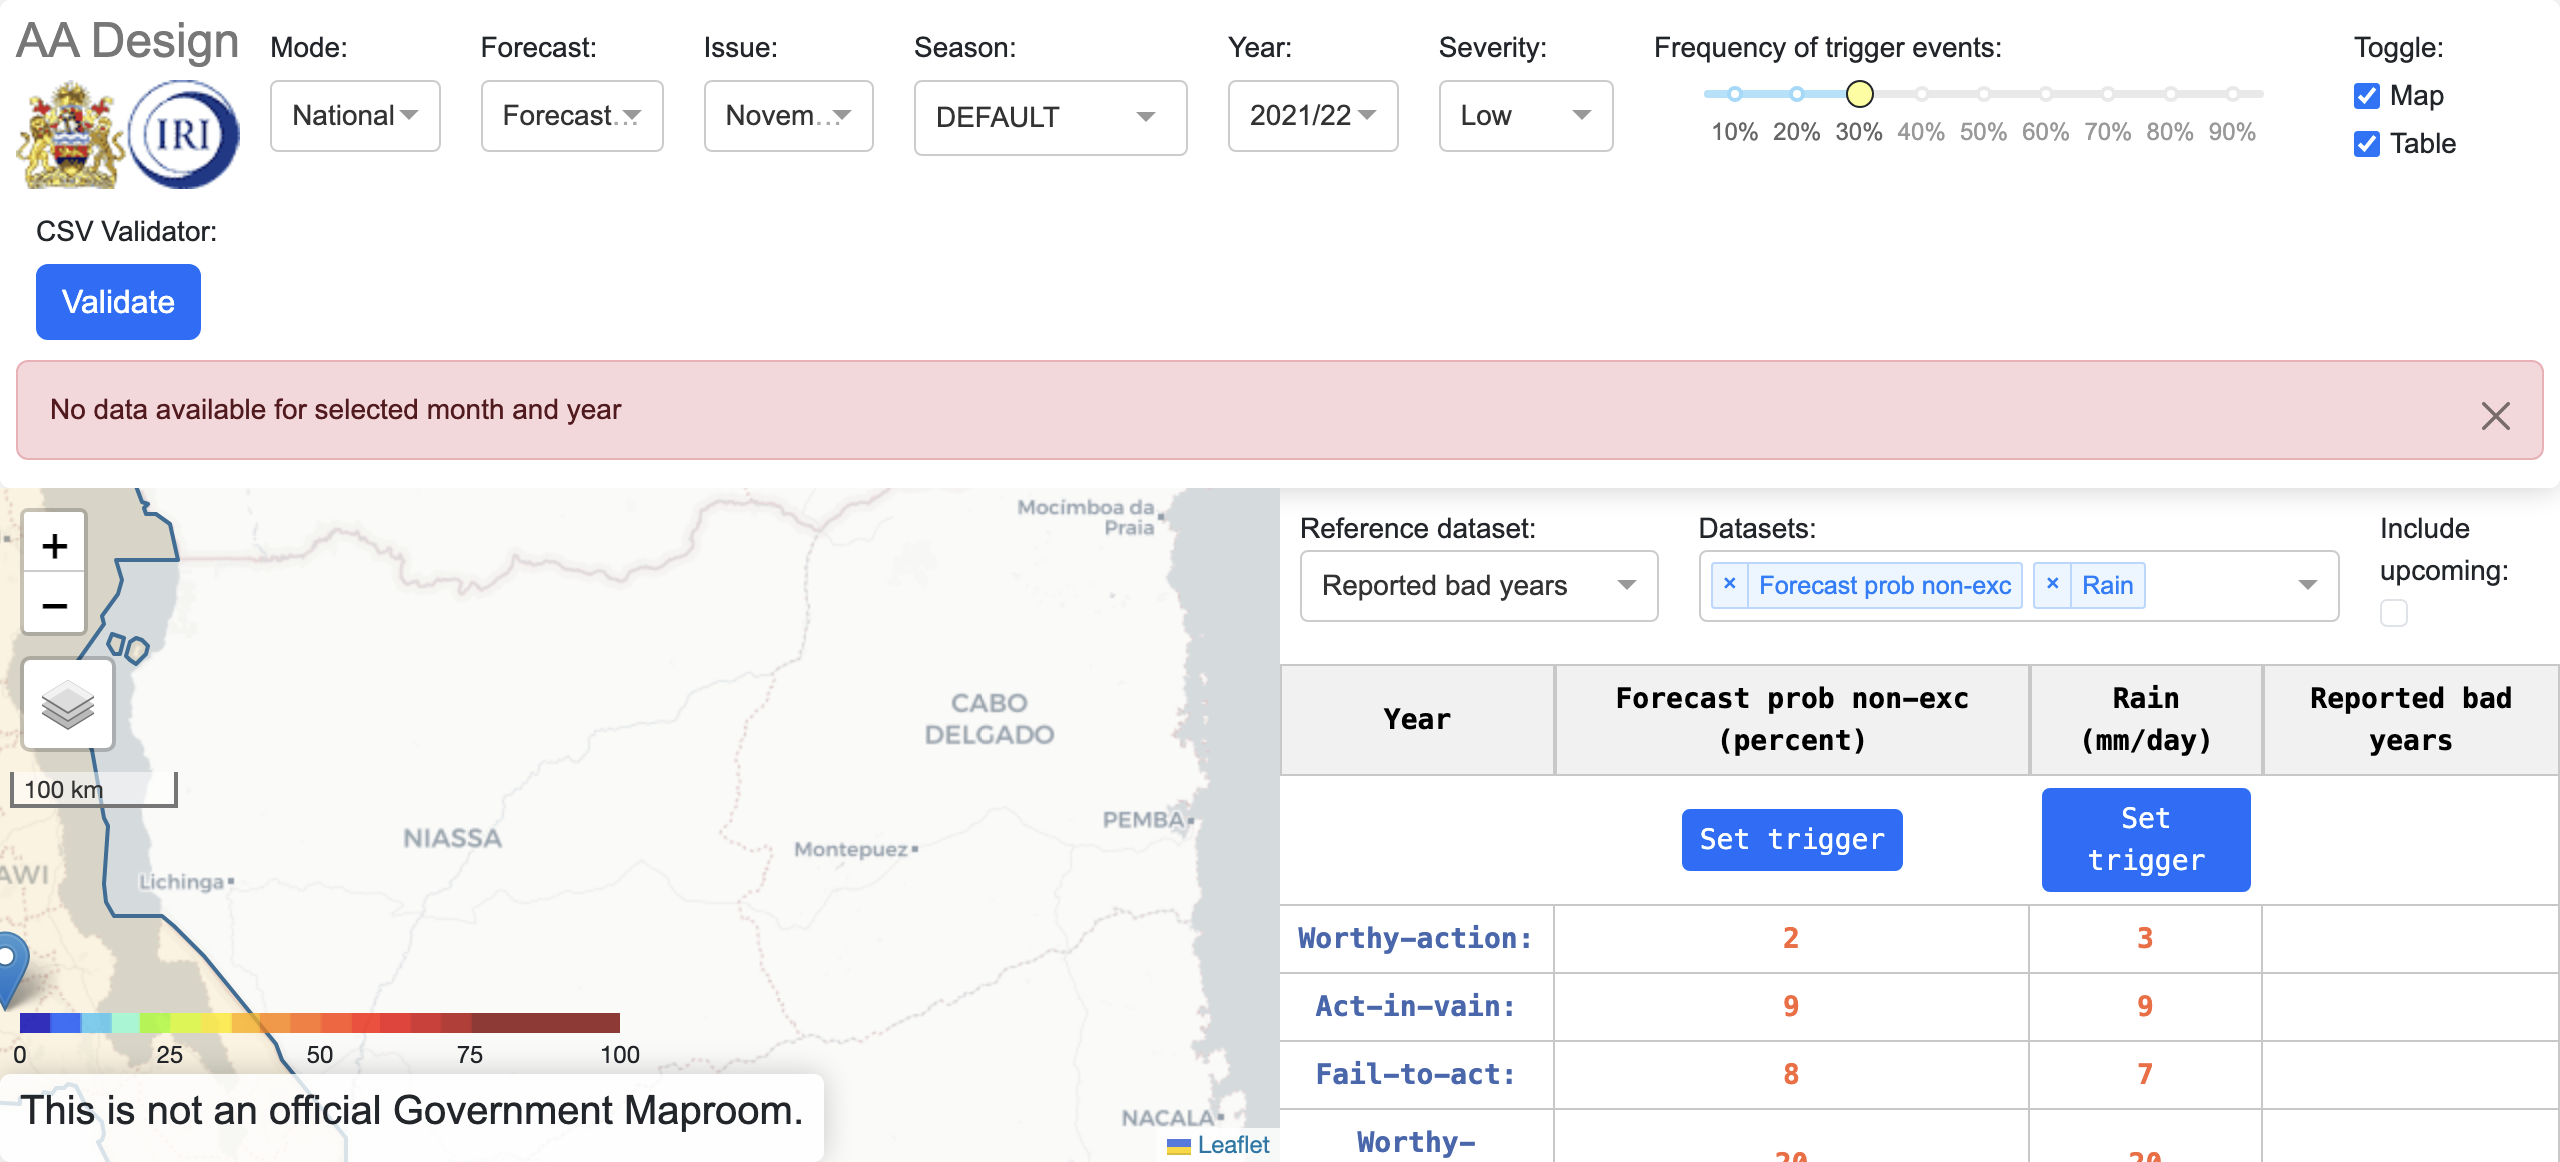 AA Design
IRI
Mode:
National
Forecast:
Forecast...
Issue:
Novem...
Season:
DEFAULT
Year:
2021/22
Severity:
Low
Frequency of trigger events:
10% 20% 30% 40% 50% 60% 70% 80% 90%
Toggle:
Map
Table
CSV Validator:
Validate
No data available for selected month and year
+
−
100 km
AWI
Mocímboa da
Praia
CABO
DELGADO
NIASSA
PEMBA
Montepuez
Lichinga
NACALA
0 25 50 75 100
This is not an official Government Maproom.
Leaflet
Reference dataset:
Reported bad years
Datasets:
× Forecast prob non-exc × Rain
Include
upcoming:
Year
Forecast prob non-exc
(percent)
Rain
(mm/day)
Reported bad
years
Set trigger
Set
trigger
Worthy-action: 2 3
Act-in-vain: 9 9
Fail-to-act: 8 7
Worthy-
20 20